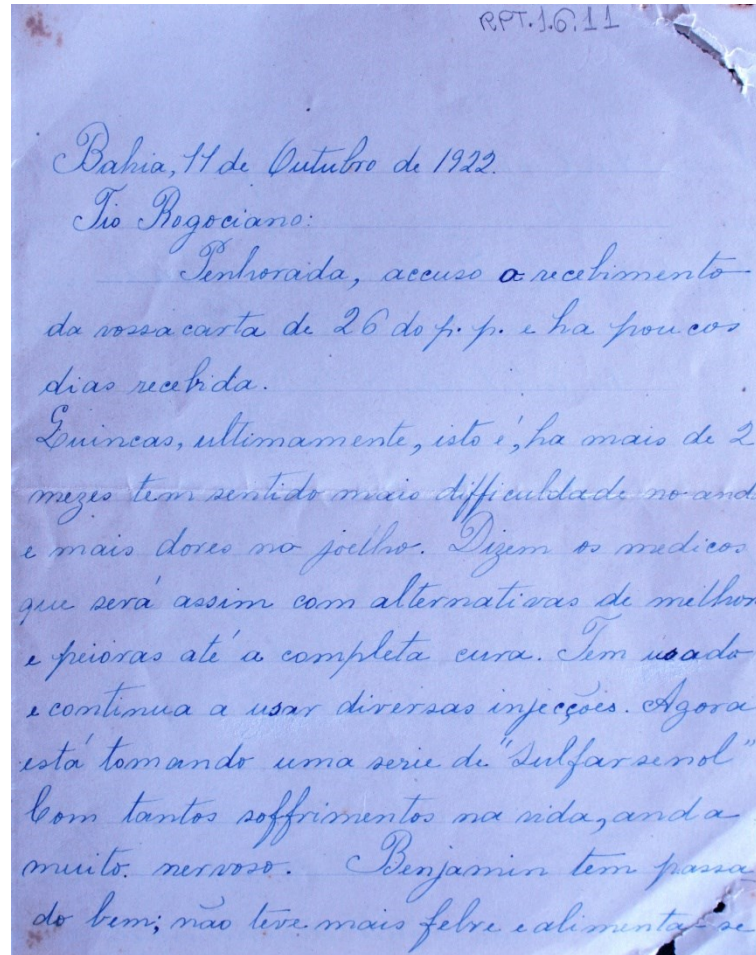 RPT.1.6.11
Bahia, 11 de Outubro de 1922.
Tio Rogociano:
Penhorada, accuso o recebimento
da vossa carta de 26 do p. p. e ha poucos
dias recebida.
Quincas, ultimamente, isto é, ha mais de 2
mezes tem sentido mais difficuldade no and
e mais dores no joelho. Dizem os medicos
que será assim com alternativas de melhor
e peioras até a completa cura. Tem usado
e continua a usar diversas injecções. Agora
está tomando uma serie de "Sulfarsenol"
Com tantos soffrimentos na vida, anda
muito nervoso. Benjamin tem passa
do bem; não teve mais febre e alimenta-se